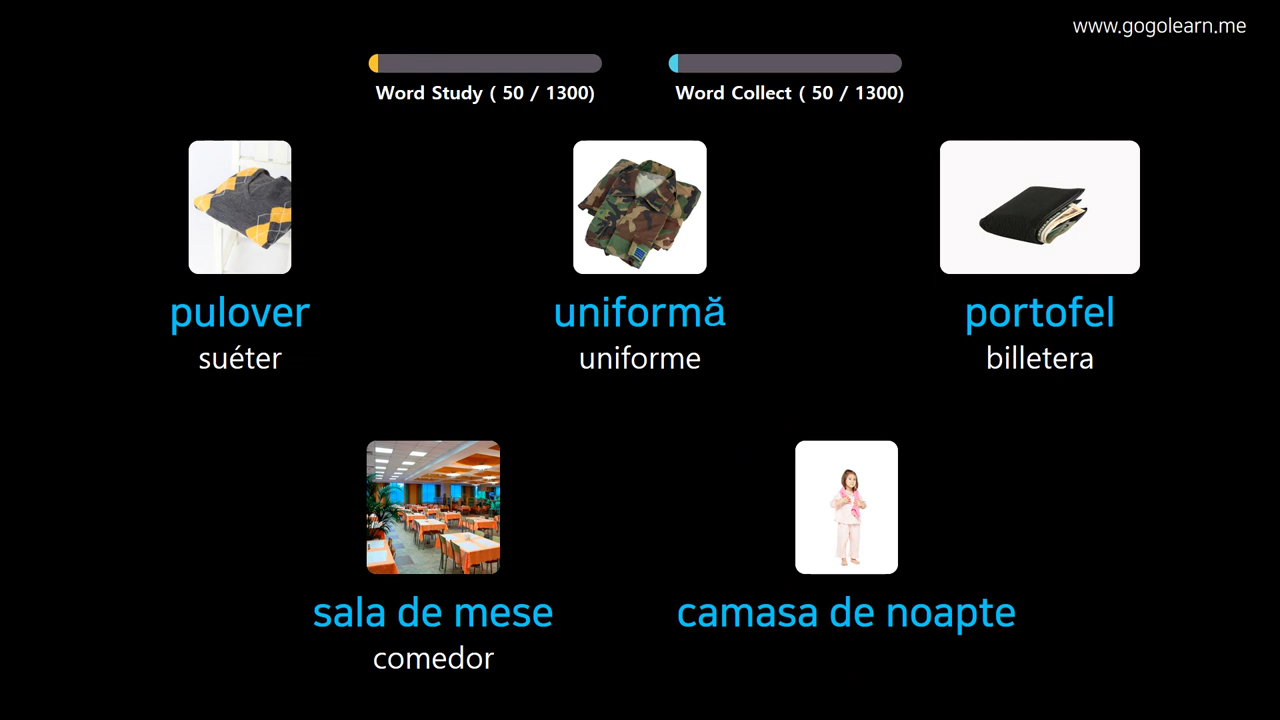 www.gogolearn.me
Word Study ( 50 / 1300)
Word Collect ( 50 / 1300)
pulover
uniformă
portofel
suéter
uniforme
billetera
sala de mese
camasa de noapte
comedor